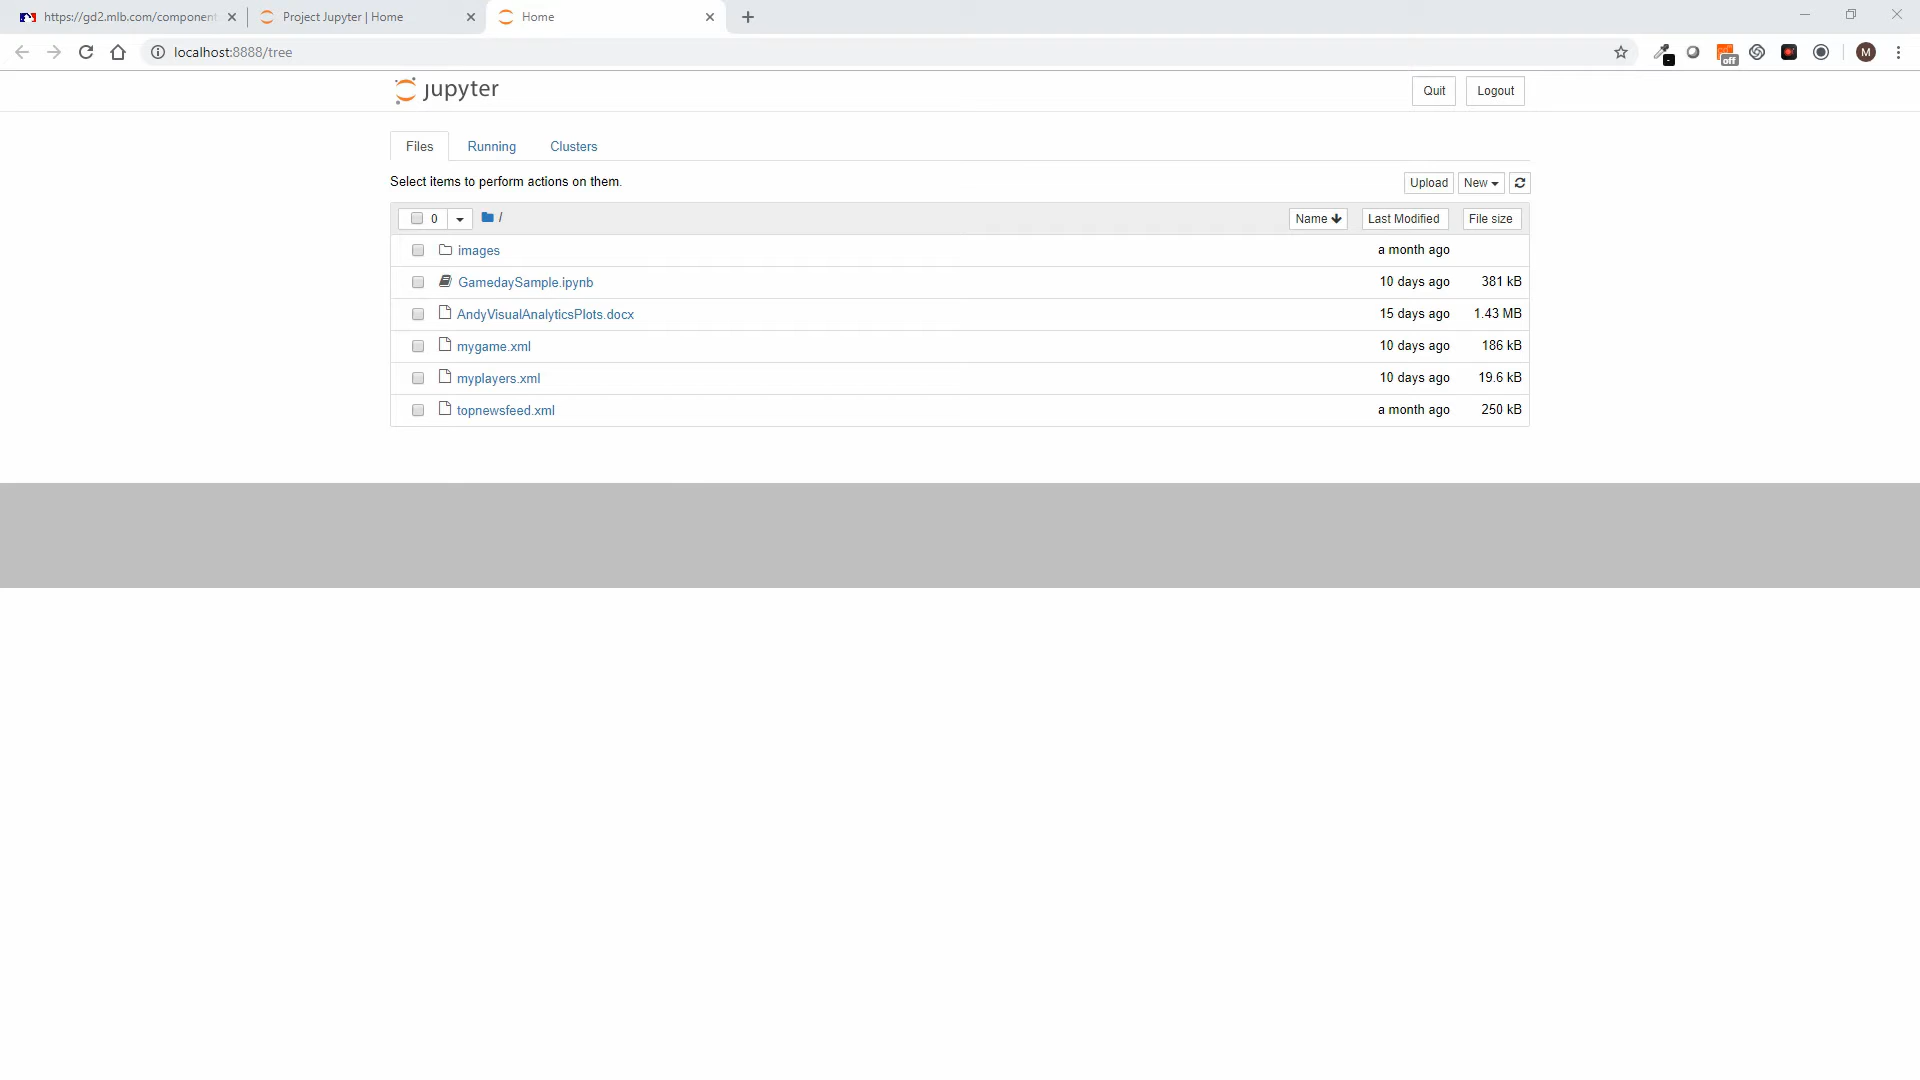 https://gd2.mlb.com/component
Project Jupyter | Home
Home
localhost:8888/tree
off
M
jupyter
Quit
Logout
Files
Running
Clusters
Select items to perform actions on them.
Upload
New
0
/
Name
Last Modified
File size
images
a month ago
GamedaySample.ipynb
10 days ago
381 kB
AndyVisualAnalyticsPlots.docx
15 days ago
1.43 MB
mygame.xml
10 days ago
186 kB
myplayers.xml
10 days ago
19.6 kB
topnewsfeed.xml
a month ago
250 kB